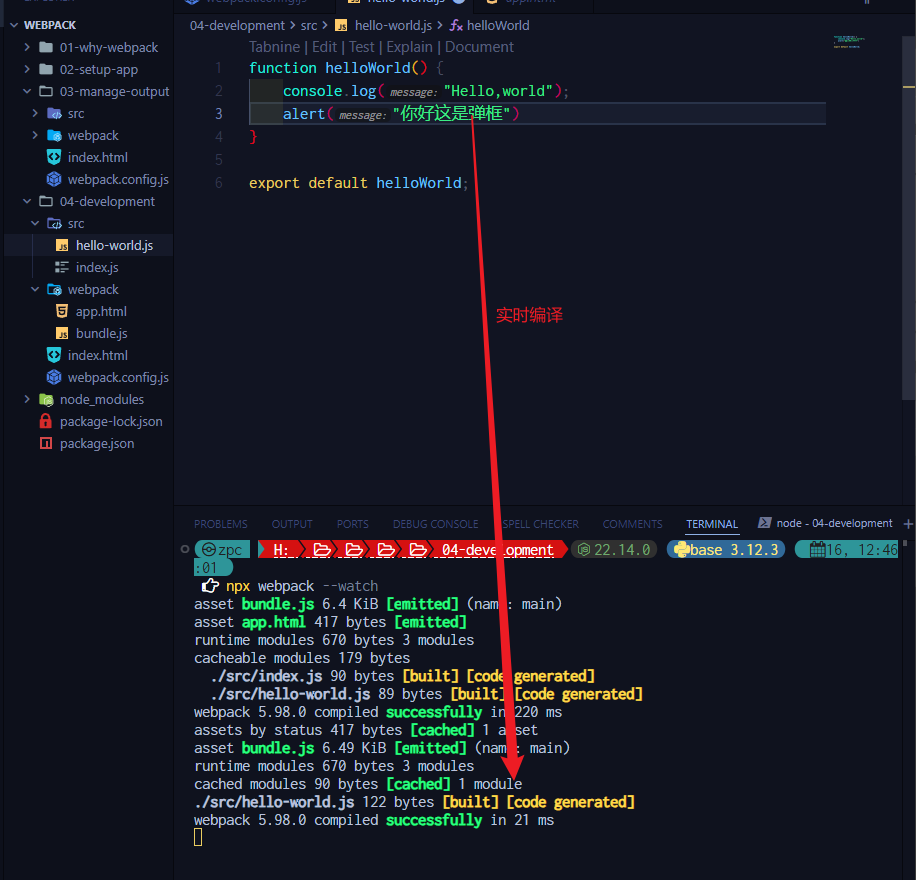 WEBPACK
01-why-webpack
02-setup-app
03-manage-output
src
webpack
index.html
webpack.config.js
04-development
src
hello-world.js
index.js
webpack
app.html
bundle.js
index.html
webpack.config.js
node_modules
package-lock.json
package.json
04-development > src > JS hello-world.js > helloWorld
Tabnine | Edit | Test | Explain | Document
1 function helloWorld() {
2 console.log( message: "Hello,world");
3 alert( message: "你好这是弹框")
4 }
5
6 export default helloWorld;
实时编译
PROBLEMS OUTPUT PORTS DEBUG CONSOLE SPELL CHECKER COMMENTS TERMINAL node - 04-development +
zpc H: 04-development 22.14.0 base 3.12.3 16, 12:46
:01
npx webpack --watch
asset bundle.js 6.4 KiB [emitted] (name: main)
asset app.html 417 bytes [emitted]
runtime modules 670 bytes 3 modules
cacheable modules 179 bytes
./src/index.js 90 bytes [built] [code generated]
./src/hello-world.js 89 bytes [built] [code generated]
webpack 5.98.0 compiled successfully in 220 ms
assets by status 417 bytes [cached] 1 asset
asset bundle.js 6.49 KiB [emitted] (name: main)
runtime modules 670 bytes 3 modules
cached modules 90 bytes [cached] 1 module
./src/hello-world.js 122 bytes [built] [code generated]
webpack 5.98.0 compiled successfully in 21 ms